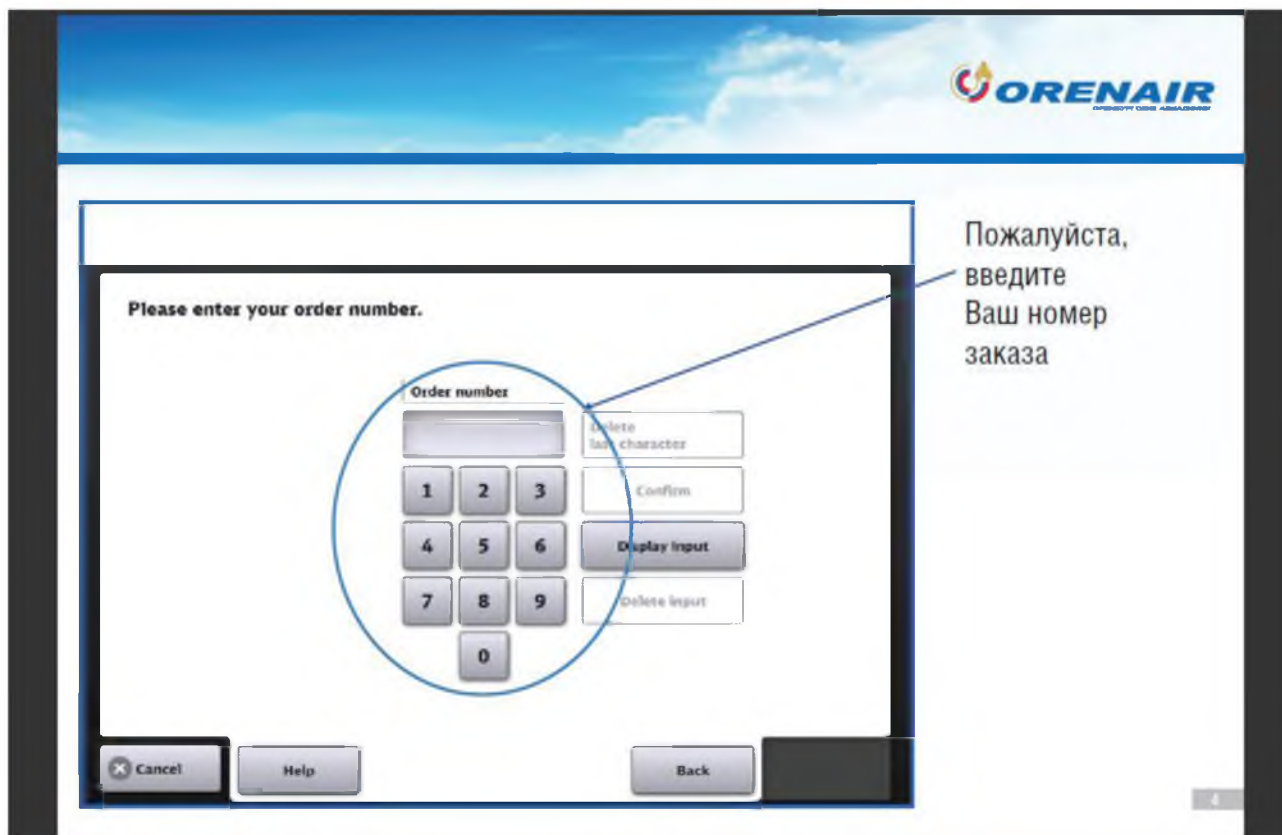 ORENAIR
Пожалуйста,
введите
Ваш номер
заказа
Please enter your order number.
Order number
Delete
last character
1 2 3
Confirm
4 5 6
Display input
7 8 9
Delete input
0
Cancel
Help
Back
4